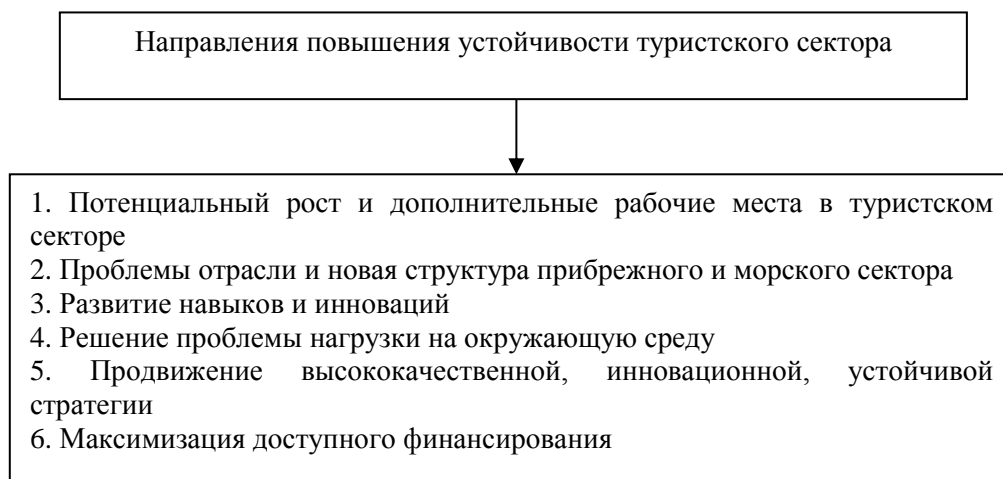 Направления повышения устойчивости туристского сектора
1. Потенциальный рост и дополнительные рабочие места в туристском
секторе
2. Проблемы отрасли и новая структура прибрежного и морского сектора
3. Развитие навыков и инноваций
4. Решение проблемы нагрузки на окружающую среду
5. Продвижение высококачественной, инновационной, устойчивой
стратегии
6. Максимизация доступного финансирования